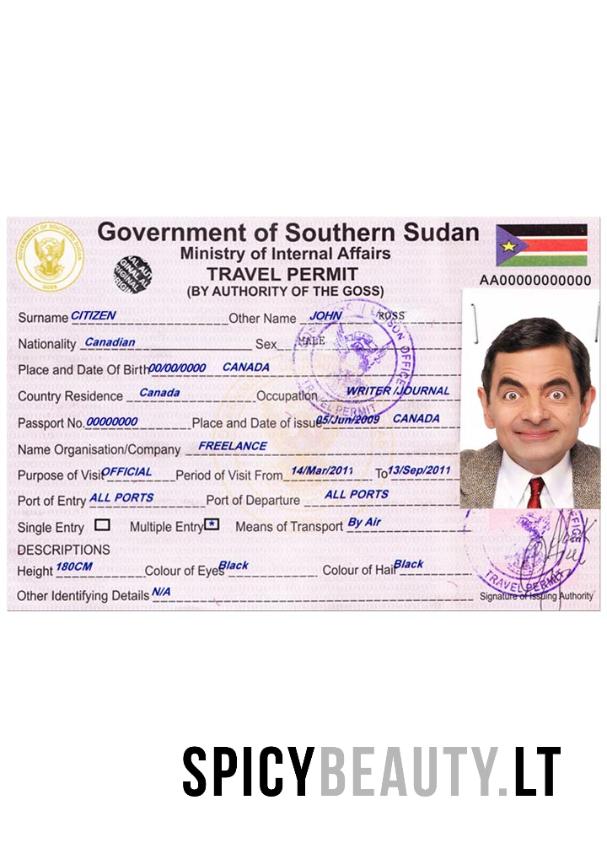 Government of Southern Sudan
Ministry of Internal Affairs
TRAVEL PERMIT
(BY AUTHORITY OF THE GOSS)
AA00000000000
Surname CITIZEN Other Name JOHN ROSS
Nationality Canadian Sex MALE
Place and Date Of Birth 00/00/0000 CANADA
Country Residence Canada Occupation WRITER /JOURNAL
Passport No. 00000000 Place and Date of issue 05/Jun/2009 CANADA
Name Organisation/Company FREELANCE
Purpose of Visit OFFICIAL Period of Visit From 14/Mar/2011 To 13/Sep/2011
Port of Entry ALL PORTS Port of Departure ALL PORTS
Single Entry Multiple Entry * Means of Transport By Air
DESCRIPTIONS
Height 180CM Colour of Eyes Black Colour of Hair Black
Other Identifying Details N/A
TRAVEL PERMIT
Signature of Issuing Authority
SPICYBEAUTY.LT